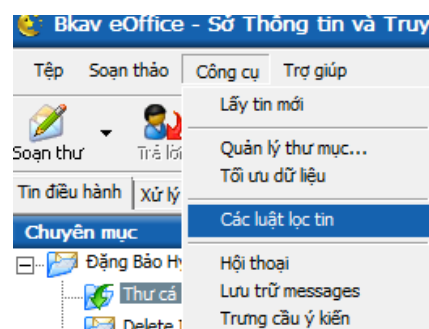 Bkav eOffice - Sở Thông tin và Truy
Tệp Soạn thảo Công cụ Trợ giúp
Lấy tin mới
Soạn thư Trả lời
Quản lý thư mục...
Tối ưu dữ liệu
Tin điều hành Xử lý
Các luật lọc tin
Chuyên mục
Đặng Bảo Hy
Hội thoại
Thư cá
Lưu trữ messages
Delete I
Trưng cầu ý kiến